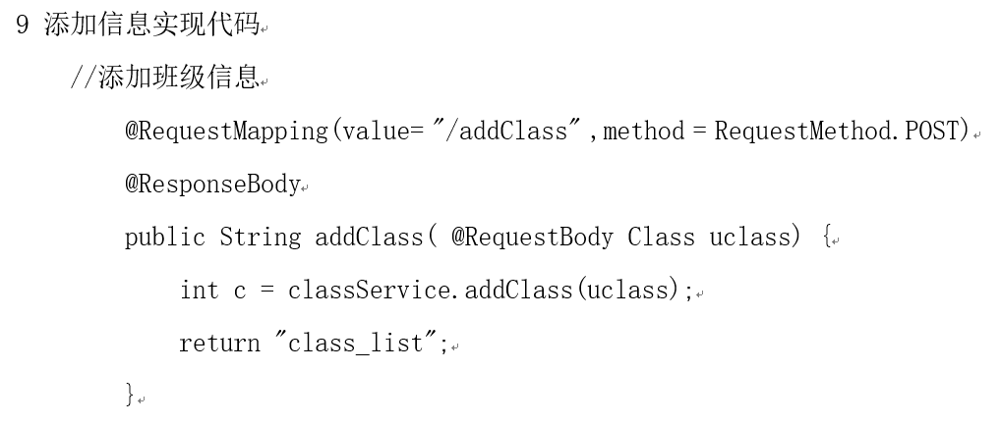 9 添加信息实现代码
//添加班级信息
@RequestMapping(value= "/addClass" ,method = RequestMethod.POST)
@ResponseBody
public String addClass( @RequestBody Class uclass) {
int c = classService.addClass(uclass);
return "class_list";
}